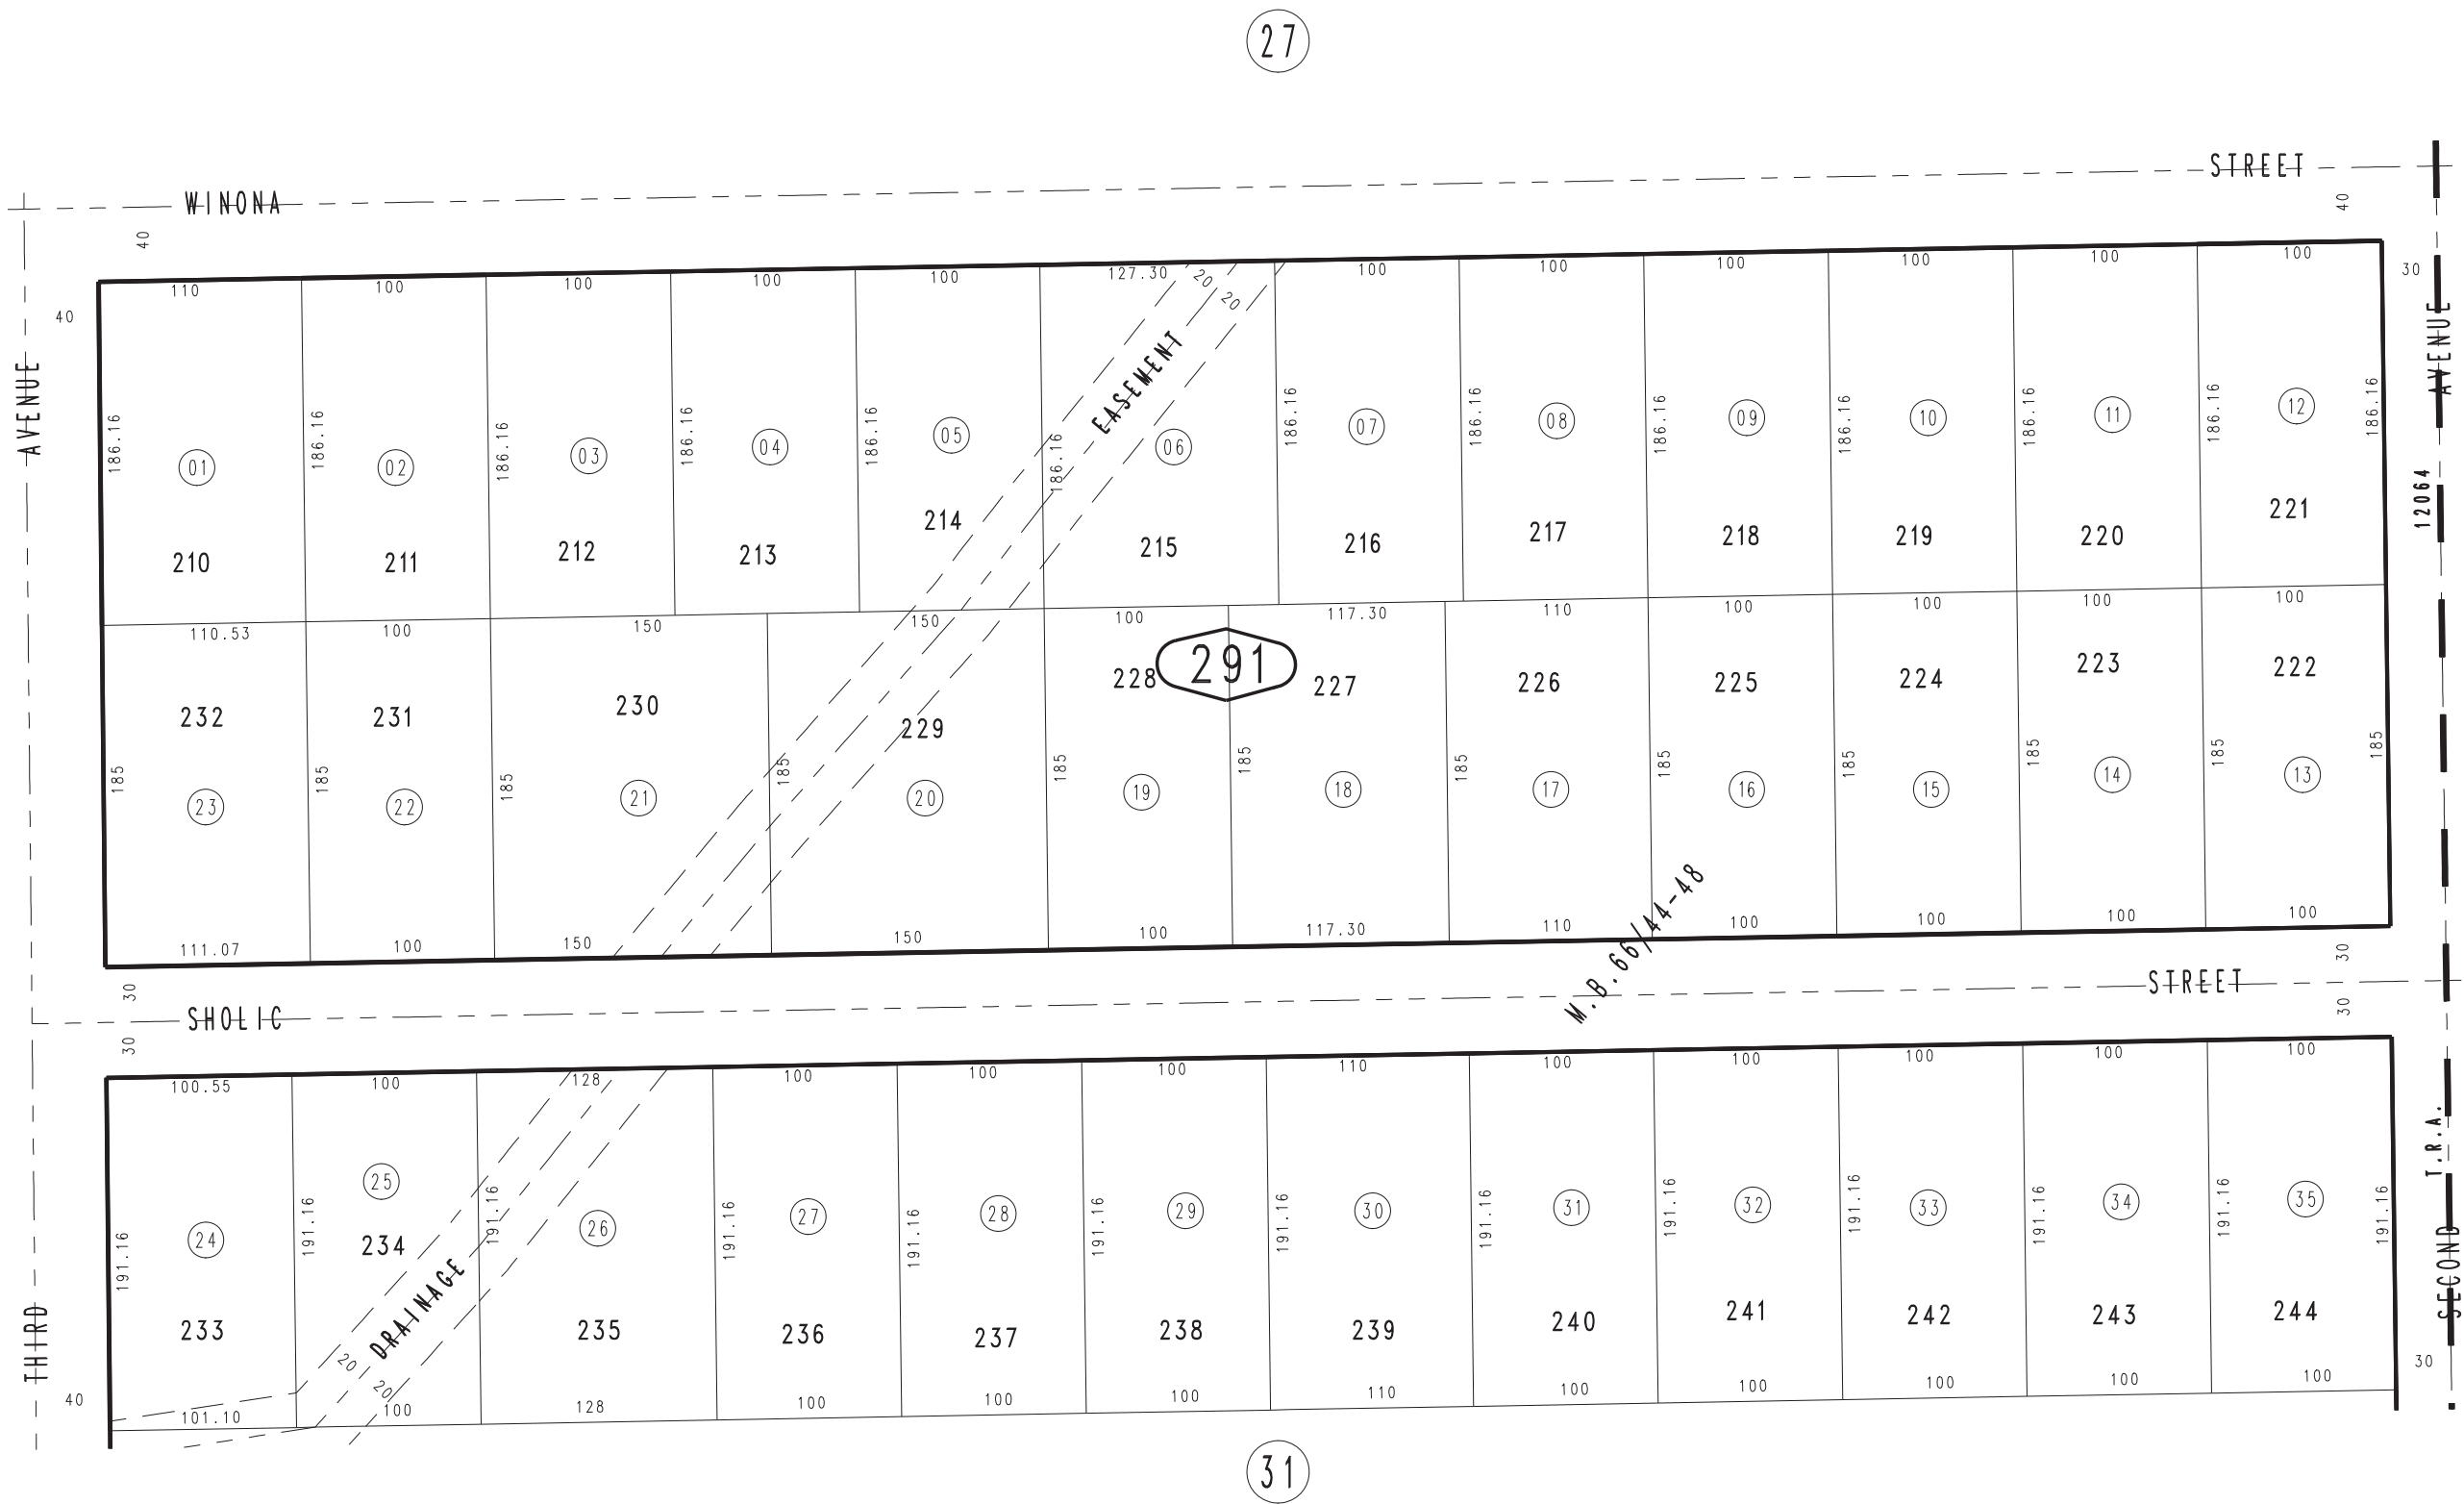 27
WINONA STREET
40 40
110 100 100 100 100 127.30 20 20 100 100 100 100 100 100 30
40
AVENUE
AVENUE
EASEMENT
186.16 186.16 186.16 186.16 186.16 186.16 186.16 186.16 186.16 186.16 186.16 186.16 186.16
01 02 03 04 05 06 07 08 09 10 11 12
12064
210 211 212 213 214 215 216 217 218 219 220 221
110.53 100 150 150 100 117.30 110 100 100 100 100
291
232 231 230 229 228 227 226 225 224 223 222
185 185 185 185 185 185 185 185 185 185 185 185
23 22 21 20 19 18 17 16 15 14 13
M.B. 66/44-48
111.07 100 150 150 100 117.30 110 100 100 100 100
30 30
SHOLIC STREET
30 30
100.55 100 128 100 100 100 110 100 100 100 100 100
T.R.A.
191.16 191.16 191.16 191.16 191.16 191.16 191.16 191.16 191.16 191.16 191.16 191.16 191.16
24 25 26 27 28 29 30 31 32 33 34 35
THIRD
SECOND
DRAINAGE
233 234 235 236 237 238 239 240 241 242 243 244
20 20
40 30
101.10 100 128 100 100 100 110 100 100 100 100 100
31